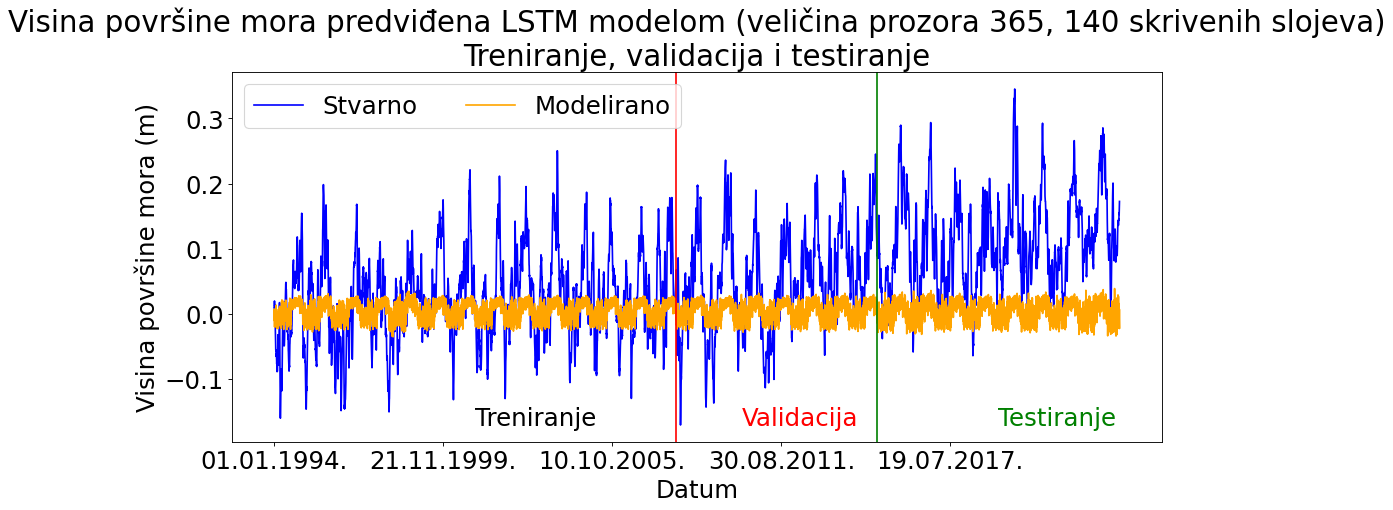 Visina površine mora predviđena LSTM modelom (veličina prozora 365, 140 skrivenih slojeva)
Treniranje, validacija i testiranje
Stvarno Modelirano
Visina površine mora (m)
0.3
0.2
0.1
0.0
−0.1
Treniranje Validacija Testiranje
01.01.1994. 21.11.1999. 10.10.2005. 30.08.2011. 19.07.2017.
Datum